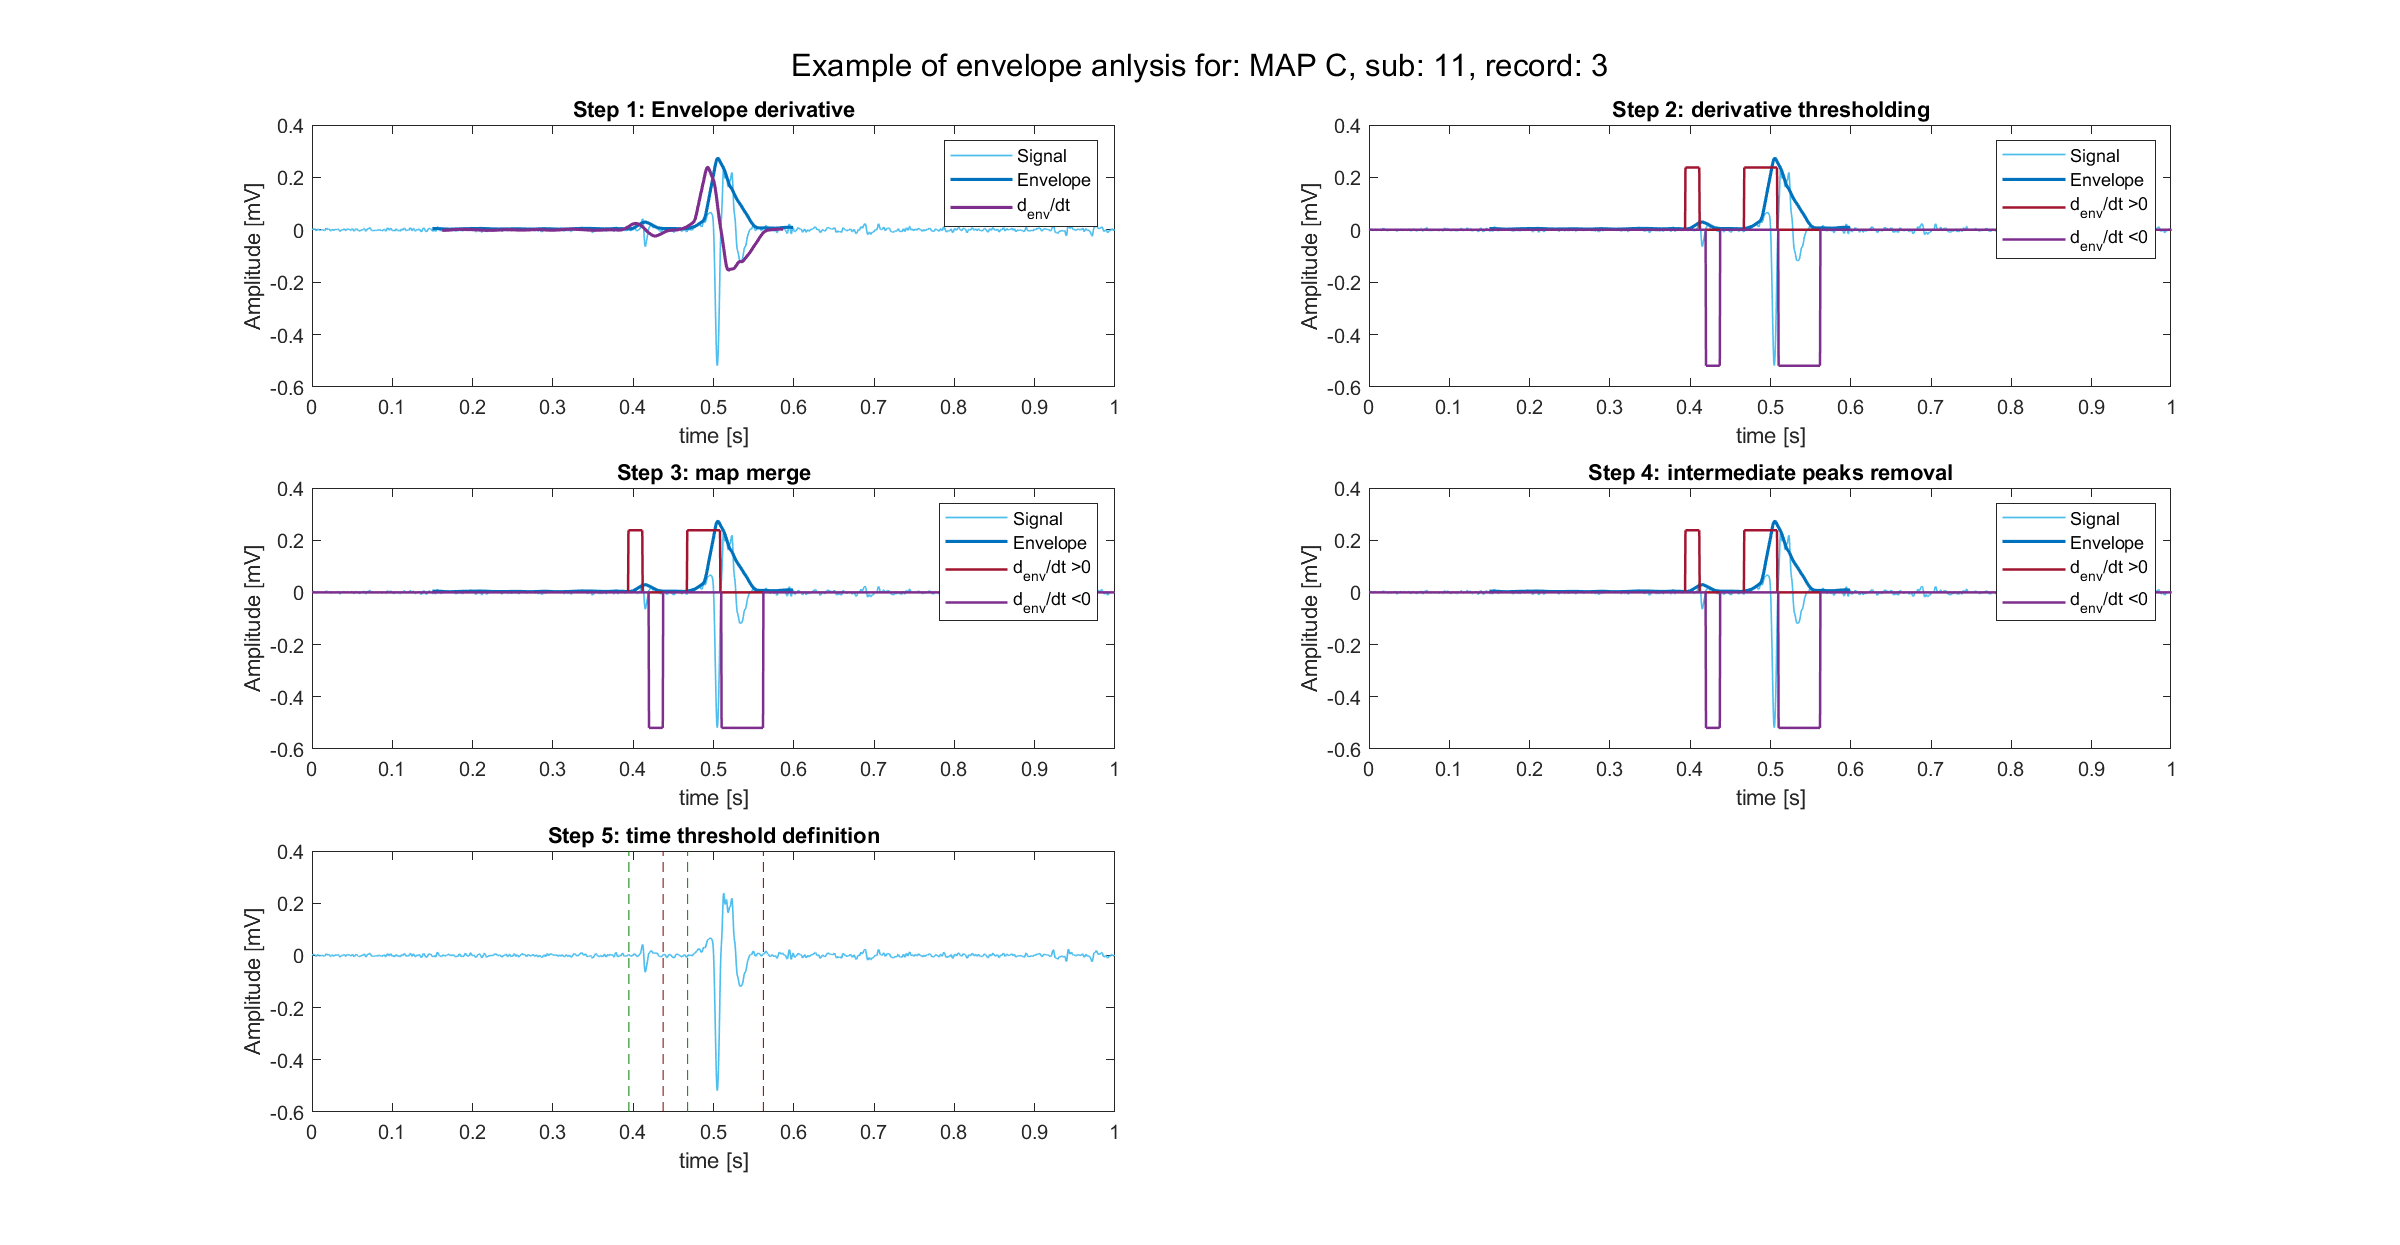 Example of envelope anlysis for: MAP C, sub: 11, record: 3
Step 1: Envelope derivative
0.4
0.2
0
-0.2
-0.4
-0.6
Amplitude [mV]
0 0.1 0.2 0.3 0.4 0.5 0.6 0.7 0.8 0.9 1
time [s]
Signal
Envelope
d_env/dt
Step 2: derivative thresholding
0.4
0.2
0
-0.2
-0.4
-0.6
Amplitude [mV]
0 0.1 0.2 0.3 0.4 0.5 0.6 0.7 0.8 0.9 1
time [s]
Signal
Envelope
d_env/dt >0
d_env/dt <0
Step 3: map merge
0.4
0.2
0
-0.2
-0.4
-0.6
Amplitude [mV]
0 0.1 0.2 0.3 0.4 0.5 0.6 0.7 0.8 0.9 1
time [s]
Signal
Envelope
d_env/dt >0
d_env/dt <0
Step 4: intermediate peaks removal
0.4
0.2
0
-0.2
-0.4
-0.6
Amplitude [mV]
0 0.1 0.2 0.3 0.4 0.5 0.6 0.7 0.8 0.9 1
time [s]
Signal
Envelope
d_env/dt >0
d_env/dt <0
Step 5: time threshold definition
0.4
0.2
0
-0.2
-0.4
-0.6
Amplitude [mV]
0 0.1 0.2 0.3 0.4 0.5 0.6 0.7 0.8 0.9 1
time [s]